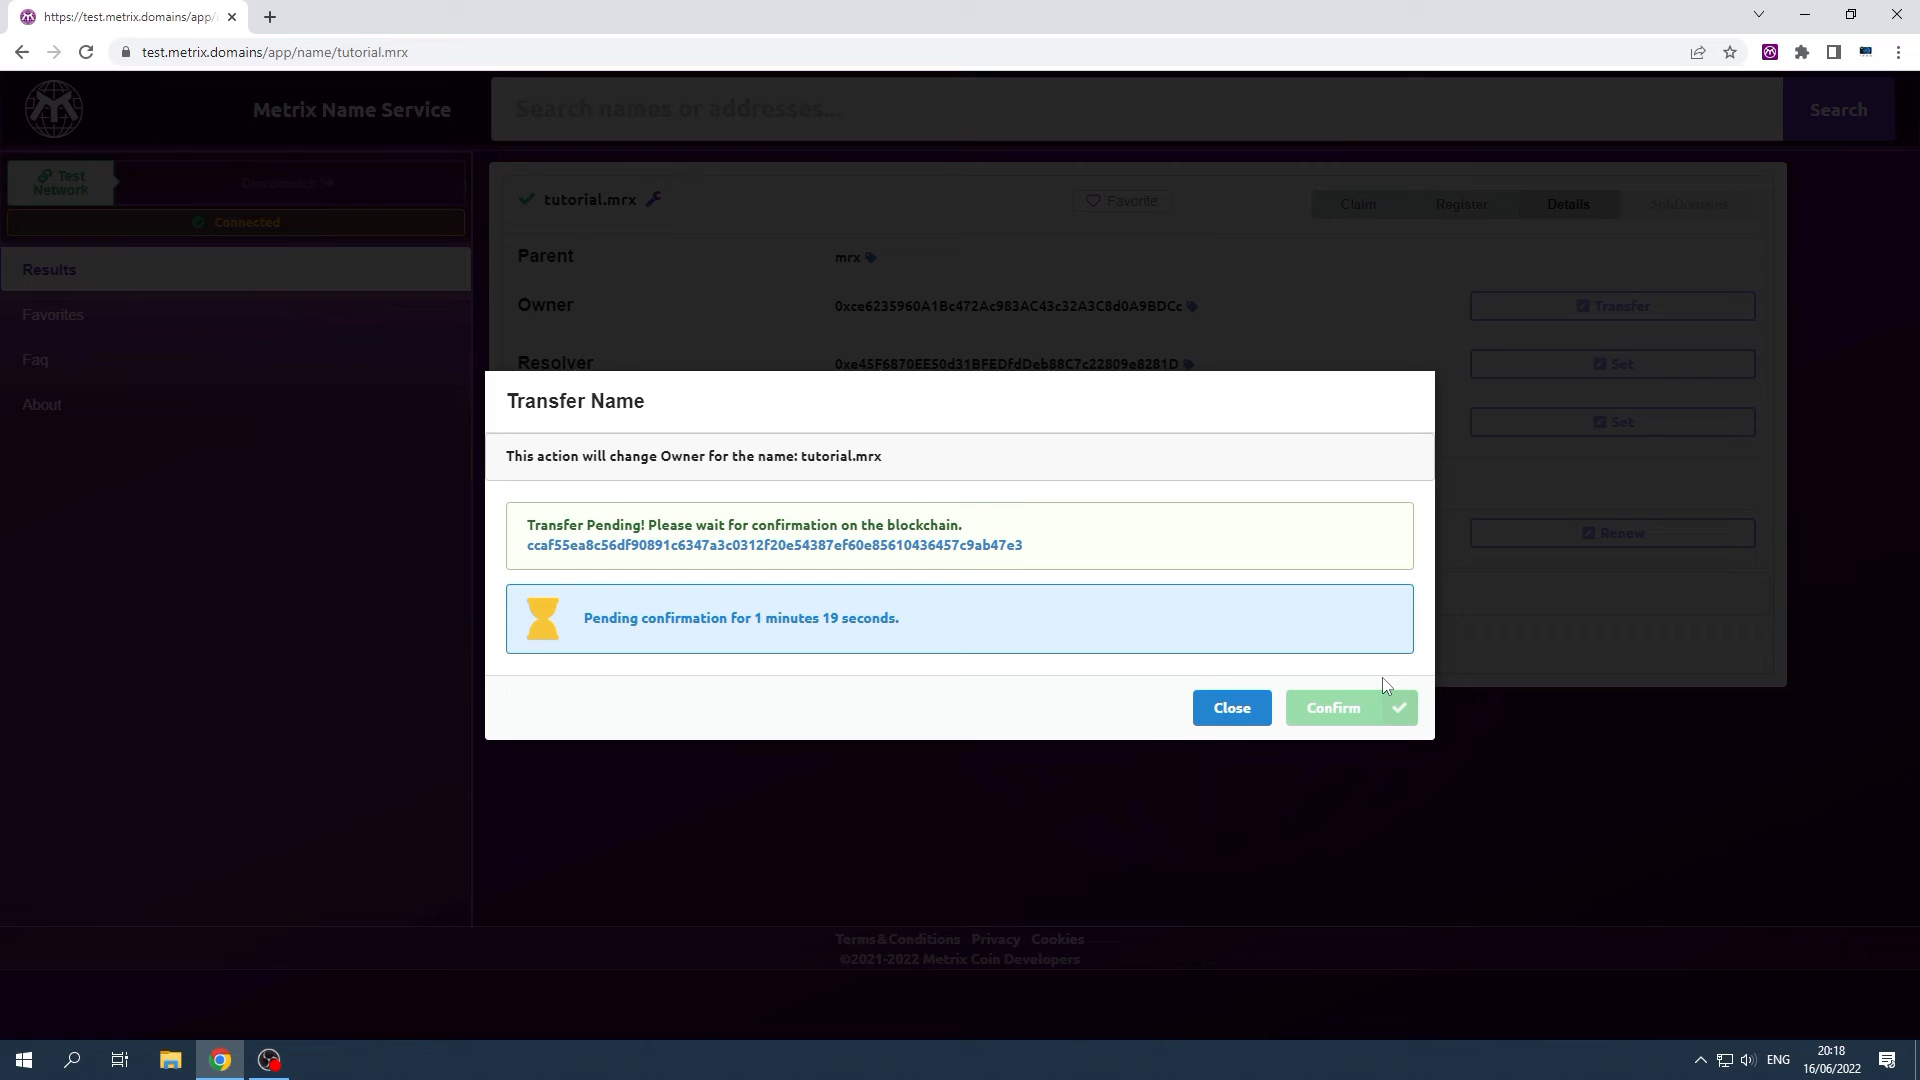 https://test.metrix.domains/app/
test.metrix.domains/app/name/tutorial.mrx
Metrix Name Service
Search names or addresses...
Search
Test
Network
Disconnect
Connected
Results
Favorites
Faq
About
tutorial.mrx
Favorite
Claim
Register
Details
SubDomains
Parent
mrx
Owner
0xce6235960A1Bc472Ac983AC43c32A3C8d0A9BDCc
Transfer
Resolver
0xe45F6870EE50d31BFEDfdDeb88C7c22809e8281D
Set
Set
Renew
Transfer Name
This action will change Owner for the name: tutorial.mrx
Transfer Pending! Please wait for confirmation on the blockchain.
ccaf55ea8c56df90891c6347a3c0312f20e54387ef60e85610436457c9ab47e3
Pending confirmation for 1 minutes 19 seconds.
Close
Confirm
Terms&Conditions Privacy Cookies
©2021-2022 Metrix Coin Developers
ENG
20:18
16/06/2022